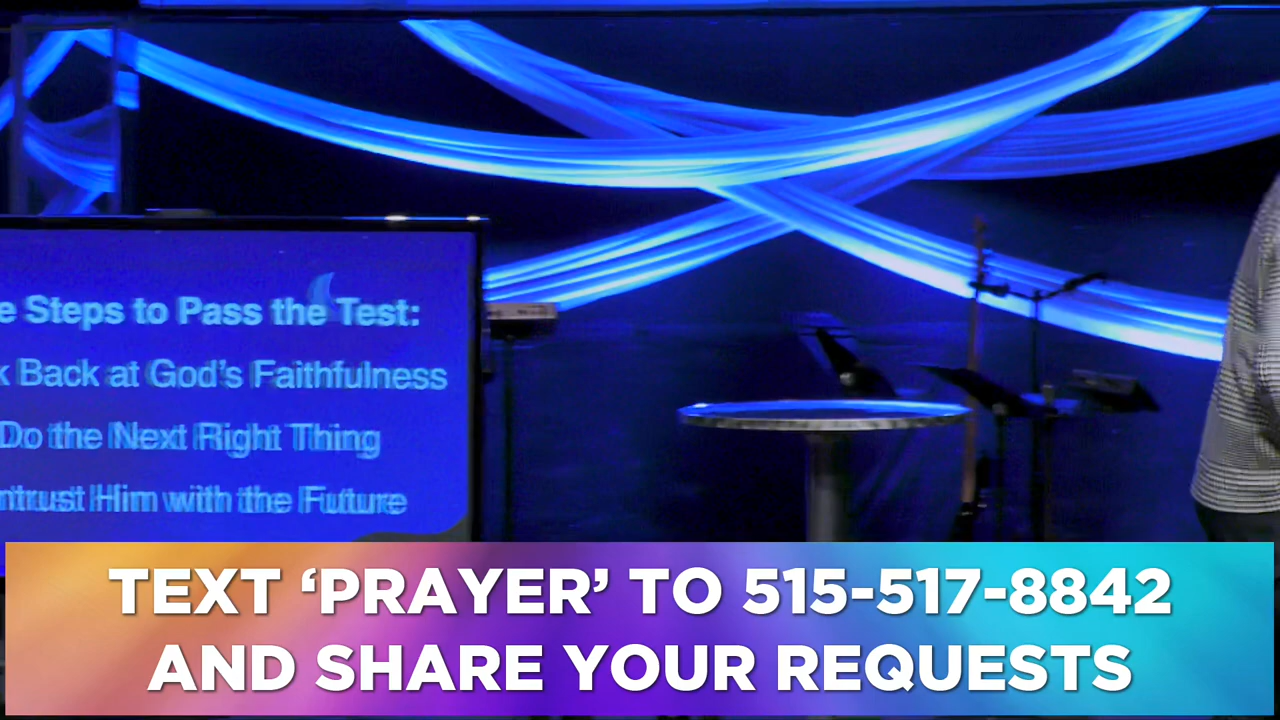 Steps to Pass the Test:
Back at God's Faithfulness
Do the Next Right Thing
Him with the Future
TEXT ‘PRAYER’ TO 515-517-8842
AND SHARE YOUR REQUESTS